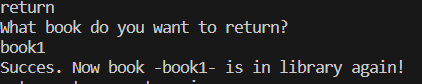 return
What book do you want to return?
book1
Succes. Now book -book1- is in library again!